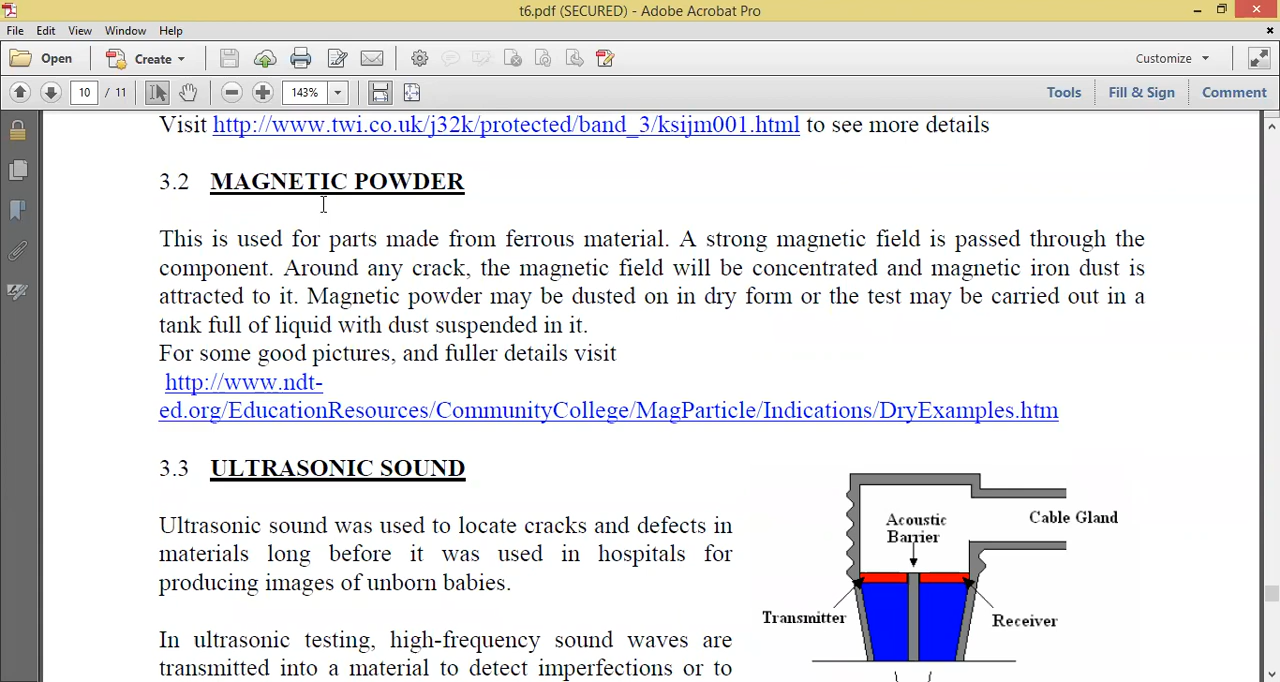 t6.pdf (SECURED) - Adobe Acrobat Pro
File Edit View Window Help
Open Create Customize
10 / 11 143% Tools Fill & Sign Comment
Visit http://www.twi.co.uk/j32k/protected/band_3/ksijm001.html to see more details
3.2 MAGNETIC POWDER
This is used for parts made from ferrous material. A strong magnetic field is passed through the
component. Around any crack, the magnetic field will be concentrated and magnetic iron dust is
attracted to it. Magnetic powder may be dusted on in dry form or the test may be carried out in a
tank full of liquid with dust suspended in it.
For some good pictures, and fuller details visit
http://www.ndt-
ed.org/EducationResources/CommunityCollege/MagParticle/Indications/DryExamples.htm
3.3 ULTRASONIC SOUND
Ultrasonic sound was used to locate cracks and defects in
materials long before it was used in hospitals for
producing images of unborn babies.
In ultrasonic testing, high-frequency sound waves are
transmitted into a material to detect imperfections or to
Acoustic
Barrier
Cable Gland
Transmitter
Receiver